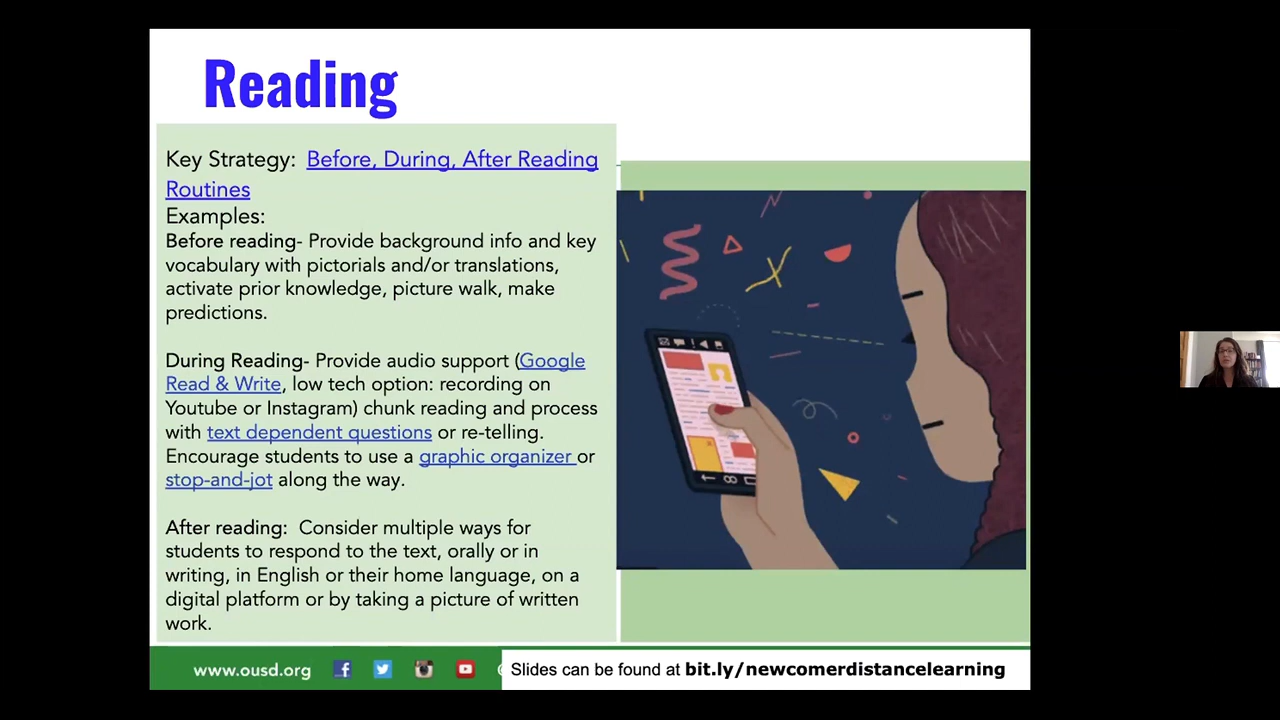 Reading
Key Strategy: Before, During, After Reading
Routines
Examples:
Before reading- Provide background info and key
vocabulary with pictorials and/or translations,
activate prior knowledge, picture walk, make
predictions.
During Reading- Provide audio support (Google
Read & Write, low tech option: recording on
Youtube or Instagram) chunk reading and process
with text dependent questions or re-telling.
Encourage students to use a graphic organizer or
stop-and-jot along the way.
After reading: Consider multiple ways for
students to respond to the text, orally or in
writing, in English or their home language, on a
digital platform or by taking a picture of written
work.
www.ousd.org
Slides can be found at bit.ly/newcomerdistancelearning